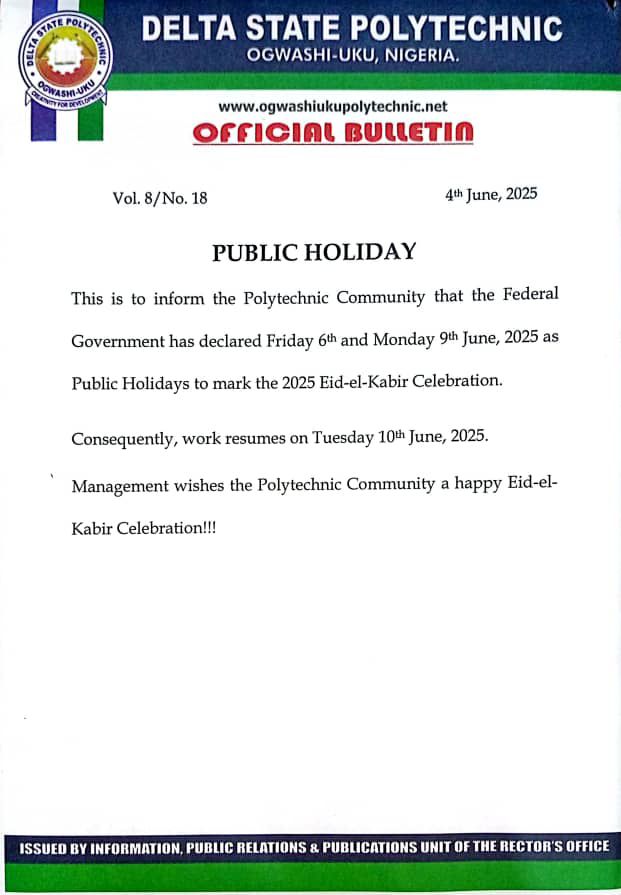 DELTA STATE POLYTECHNIC
OGWASHI-UKU
CREATIVITY FOR DEVELOPMENT
DELTA STATE POLYTECHNIC
OGWASHI-UKU, NIGERIA.
www.ogwashiukupolytechnic.net
OFFICIAL BULLETIN
Vol. 8/No. 18
4th June, 2025
PUBLIC HOLIDAY
This is to inform the Polytechnic Community that the Federal
Government has declared Friday 6th and Monday 9th June, 2025 as
Public Holidays to mark the 2025 Eid-el-Kabir Celebration.
Consequently, work resumes on Tuesday 10th June, 2025.
Management wishes the Polytechnic Community a happy Eid-el-
Kabir Celebration!!!
ISSUED BY INFORMATION, PUBLIC RELATIONS & PUBLICATIONS UNIT OF THE RECTOR'S OFFICE